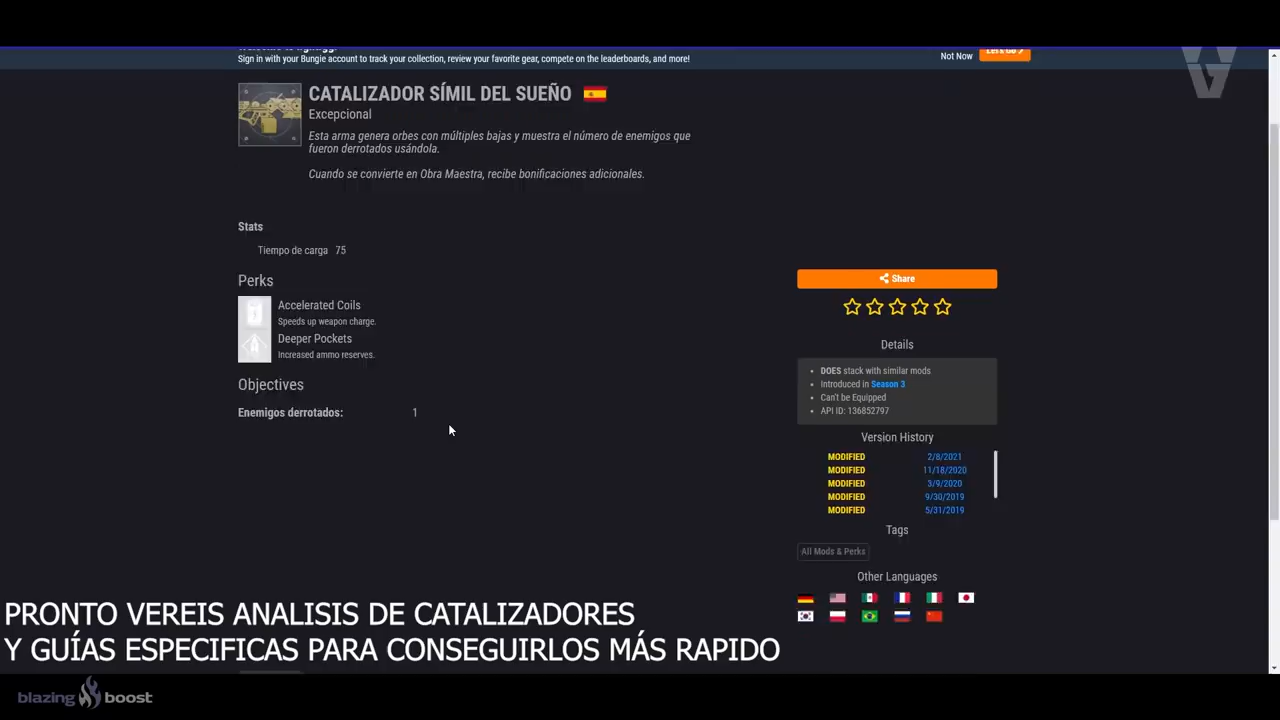 Sign in with your Bungie account to track your collection, review your favorite gear, compete on the leaderboards, and more!
Not Now
Let's Go
CATALIZADOR SÍMIL DEL SUEÑO
Excepcional
Esta arma genera orbes con múltiples bajas y muestra el número de enemigos que
fueron derrotados usándola.
Cuando se convierte en Obra Maestra, recibe bonificaciones adicionales.
Stats
Tiempo de carga 75
Perks
Accelerated Coils
Speeds up weapon charge.
Deeper Pockets
Increased ammo reserves.
Objectives
Enemigos derrotados: 1
Share
Details
DOES stack with similar mods
Introduced in Season 3
Can't be Equipped
API ID: 136852797
Version History
MODIFIED 2/8/2021
MODIFIED 11/18/2020
MODIFIED 3/9/2020
MODIFIED 9/30/2019
MODIFIED 5/31/2019
Tags
All Mods & Perks
Other Languages
PRONTO VEREIS ANALISIS DE CATALIZADORES
Y GUÍAS ESPECIFICAS PARA CONSEGUIRLOS MÁS RAPIDO
blazing boost